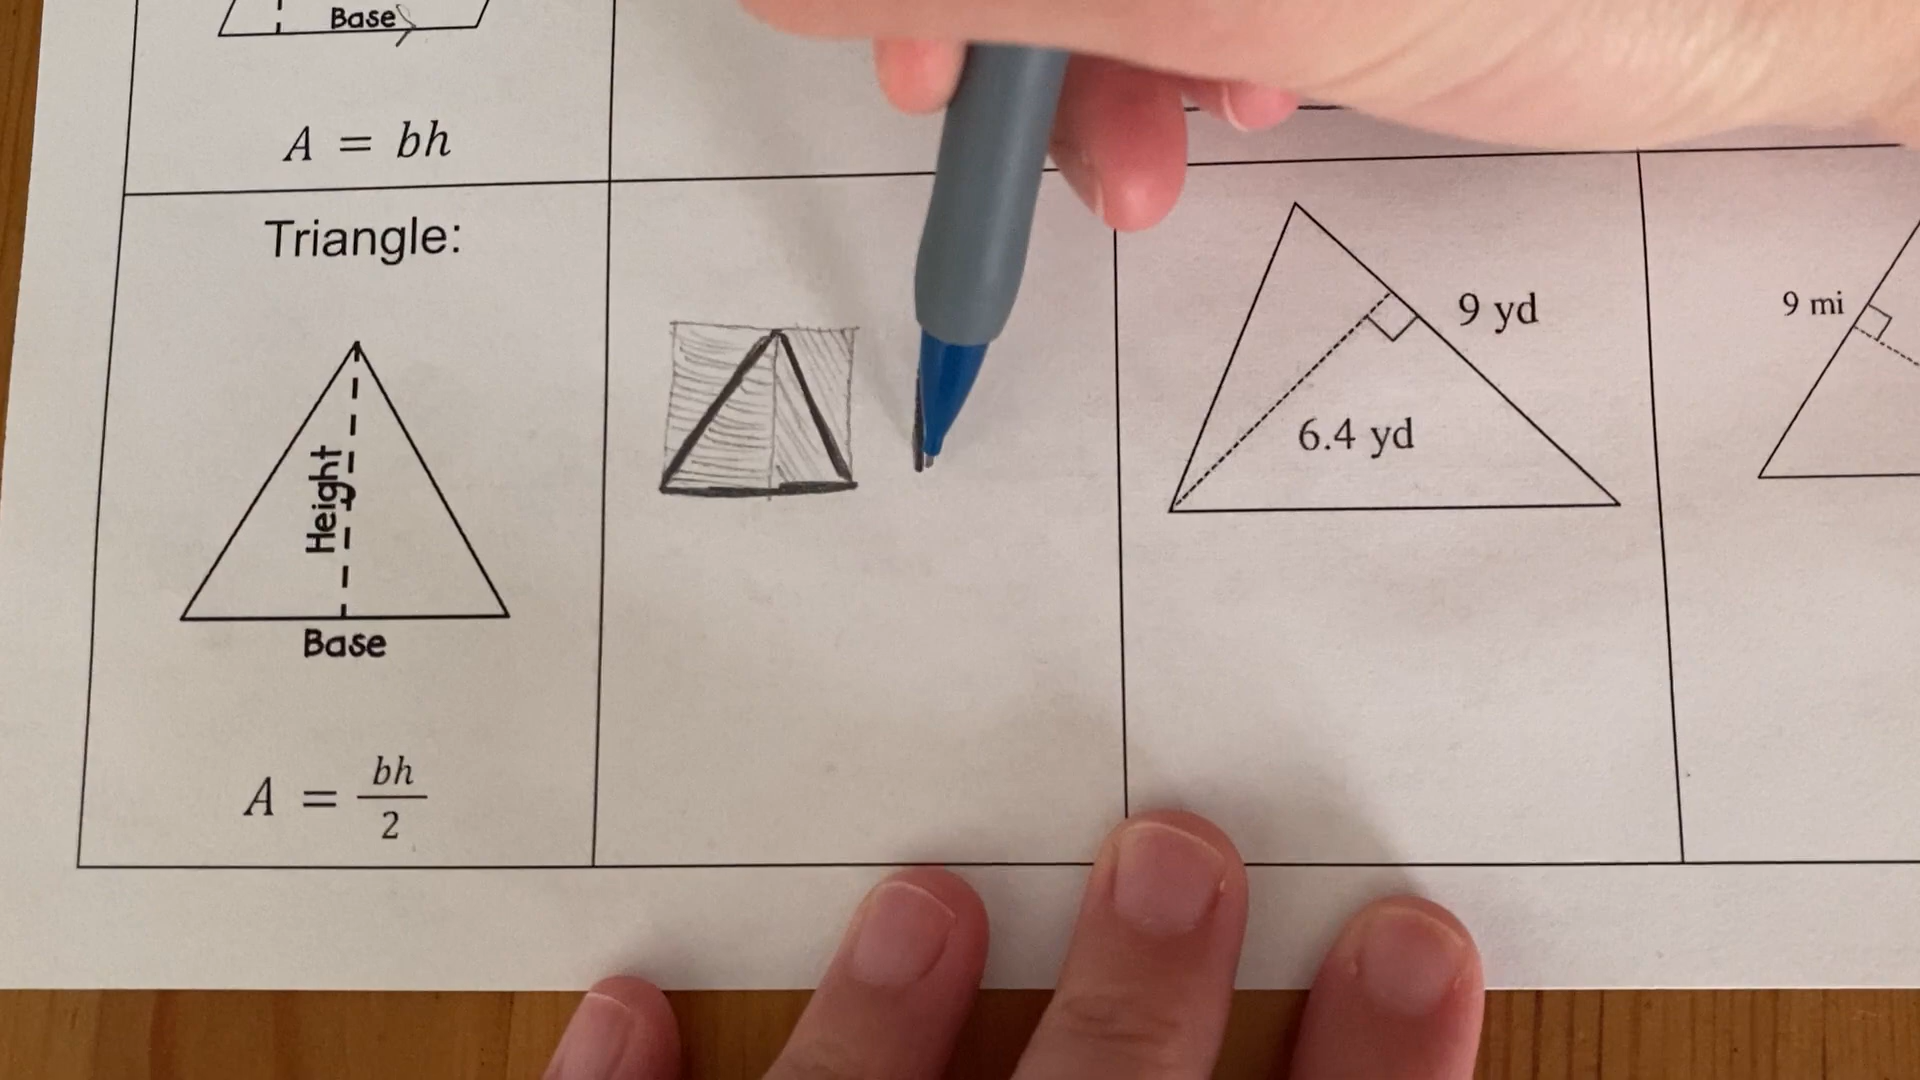 Base
A = bh
Triangle:
Height
Base
A = bh/2
9 yd
6.4 yd
9 mi